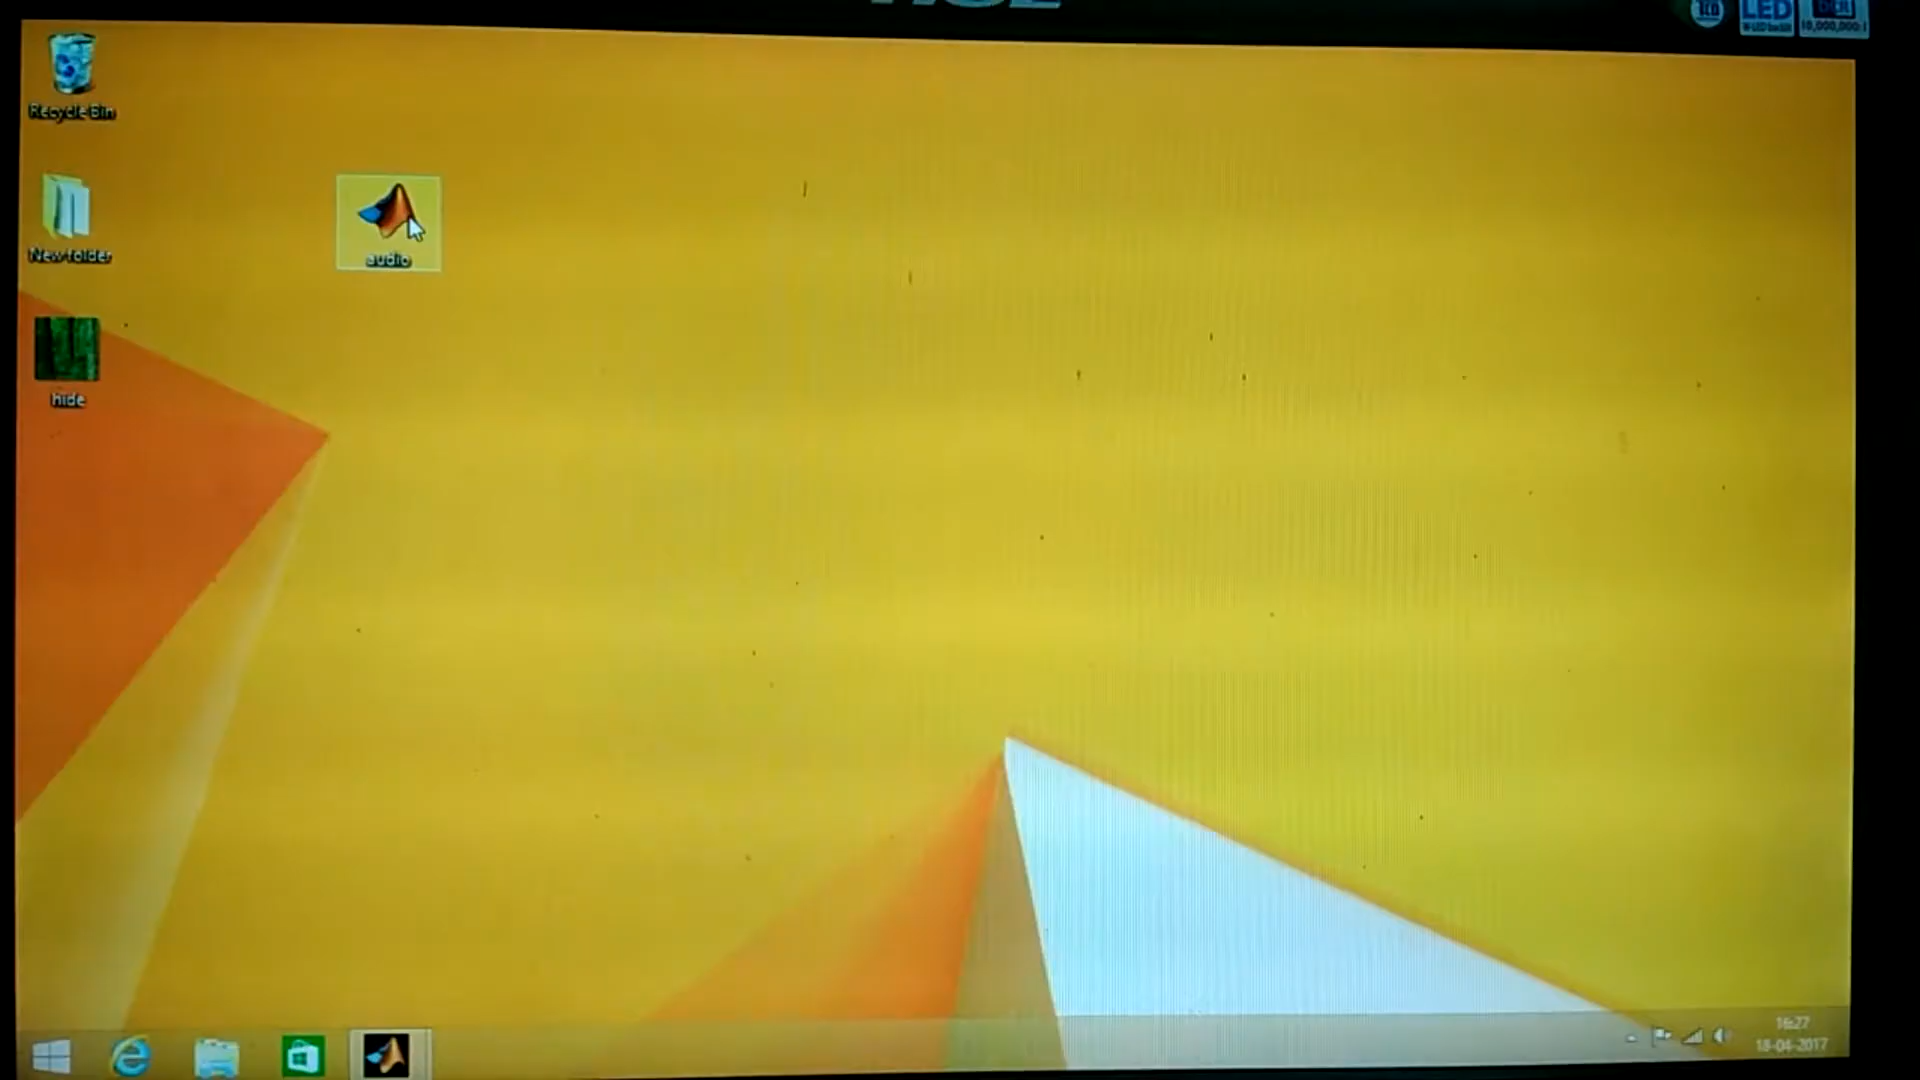 LED
Recycle Bin
New folder
audio
hide
16:27
18-04-2017